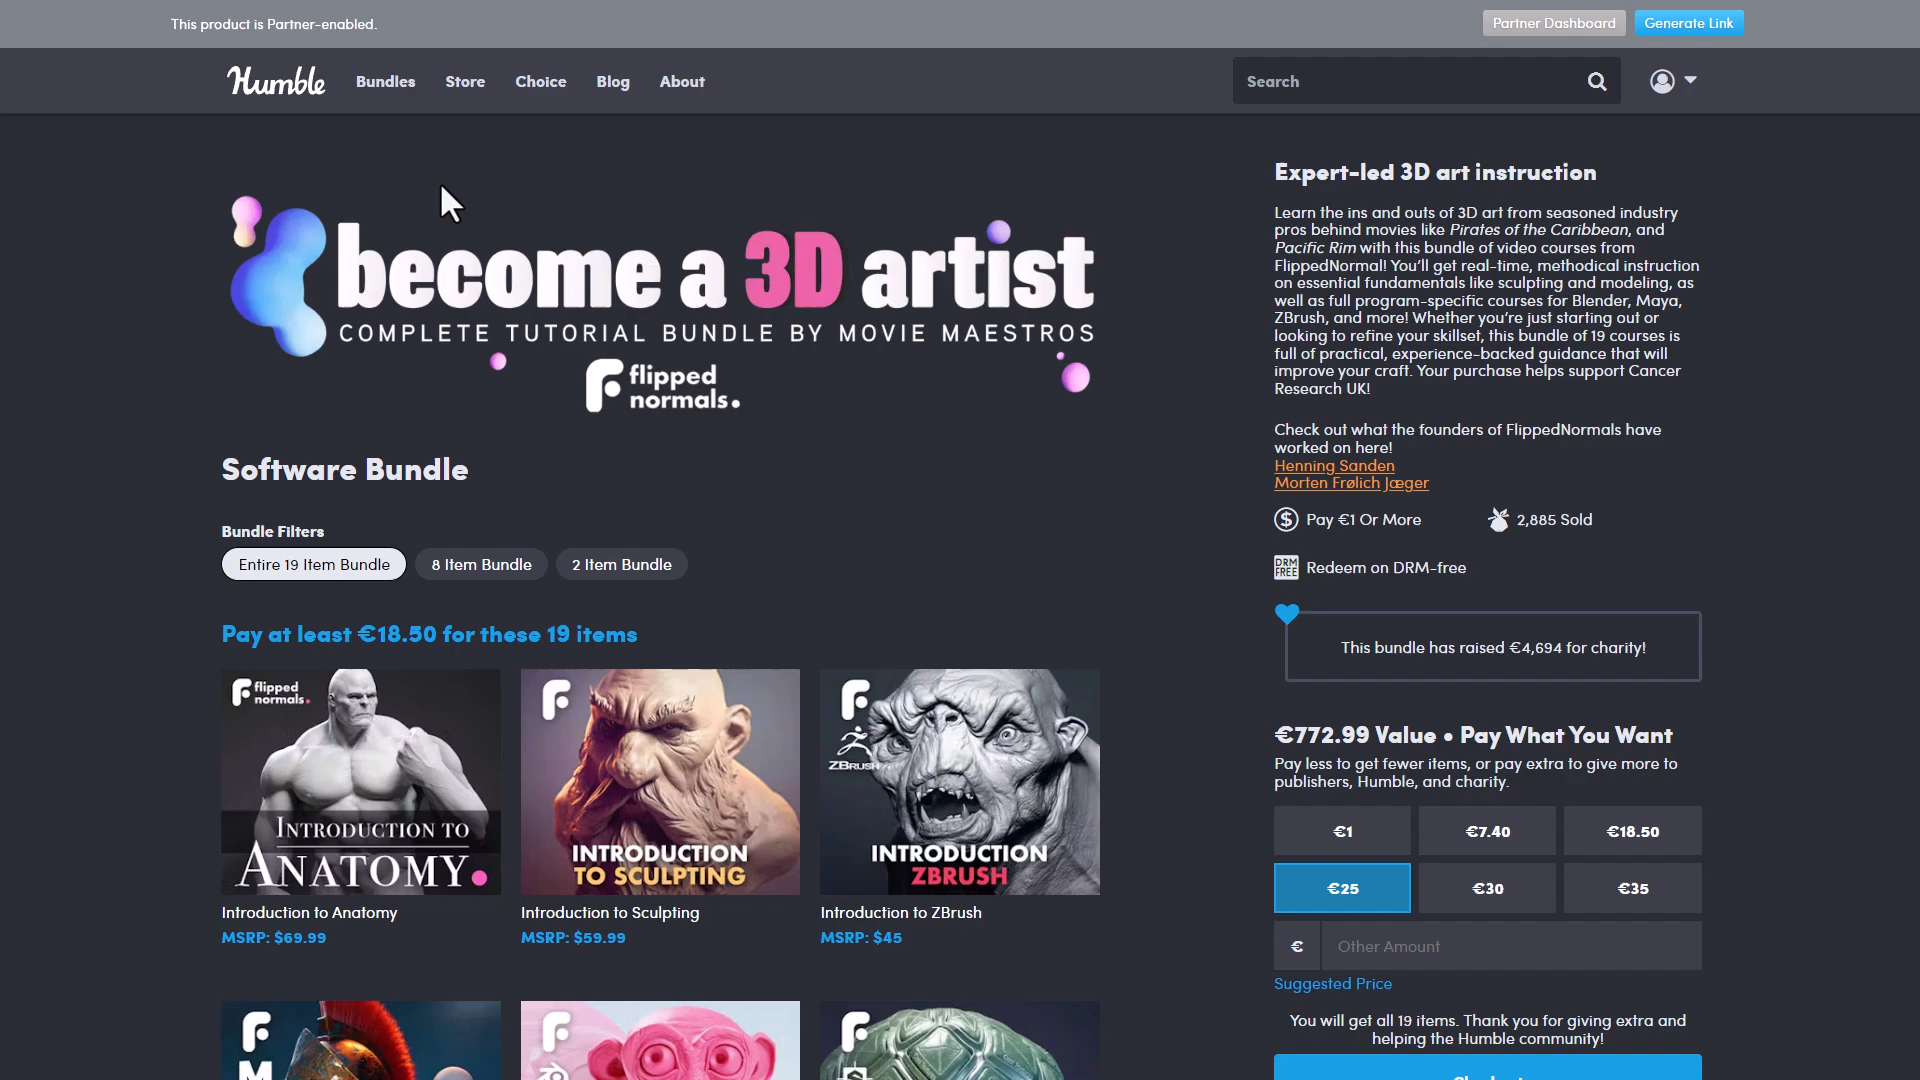 This product is Partner-enabled.
Partner Dashboard
Generate Link
Humble
Bundles
Store
Choice
Blog
About
Search
become a 3D artist
COMPLETE TUTORIAL BUNDLE BY MOVIE MAESTROS
flipped
normals.
Software Bundle
Bundle Filters
Entire 19 Item Bundle
8 Item Bundle
2 Item Bundle
Pay at least €18.50 for these 19 items
flipped
normals.
INTRODUCTION TO
ANATOMY
Introduction to Anatomy
MSRP: $69.99
INTRODUCTION
TO SCULPTING
Introduction to Sculpting
MSRP: $59.99
ZBRUSH
INTRODUCTION
ZBRUSH
Introduction to ZBrush
MSRP: $45
Expert-led 3D art instruction
Learn the ins and outs of 3D art from seasoned industry
pros behind movies like Pirates of the Caribbean, and
Pacific Rim with this bundle of video courses from
FlippedNormal! You’ll get real-time, methodical instruction
on essential fundamentals like sculpting and modeling, as
well as full program-specific courses for Blender, Maya,
ZBrush, and more! Whether you’re just starting out or
looking to refine your skillset, this bundle of 19 courses is
full of practical, experience-backed guidance that will
improve your craft. Your purchase helps support Cancer
Research UK!
Check out what the founders of FlippedNormals have
worked on here!
Henning Sanden
Morten Frølich Jæger
Pay €1 Or More
2,885 Sold
DRM
FREE
Redeem on DRM-free
This bundle has raised €4,694 for charity!
€772.99 Value • Pay What You Want
Pay less to get fewer items, or pay extra to give more to
publishers, Humble, and charity.
€1
€7.40
€18.50
€25
€30
€35
€
Other Amount
Suggested Price
You will get all 19 items. Thank you for giving extra and
helping the Humble community!